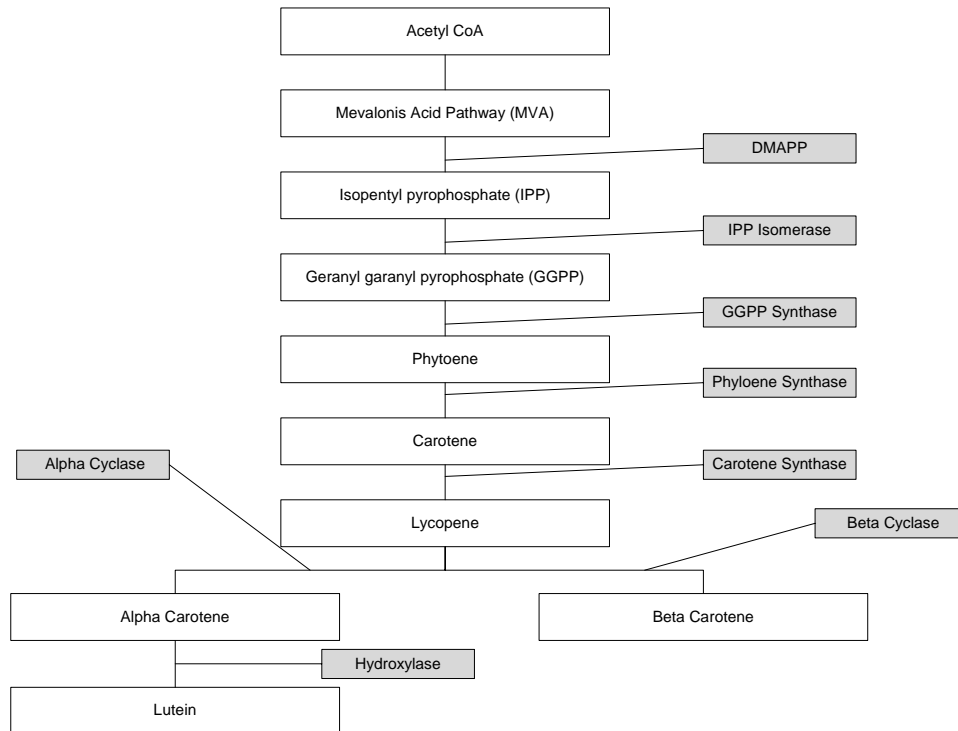 Acetyl CoA
Mevalonis Acid Pathway (MVA)
DMAPP
Isopentyl pyrophosphate (IPP)
IPP Isomerase
Geranyl garanyl pyrophosphate (GGPP)
GGPP Synthase
Phytoene
Phyloene Synthase
Carotene
Alpha Cyclase
Carotene Synthase
Lycopene
Beta Cyclase
Alpha Carotene
Beta Carotene
Hydroxylase
Lutein